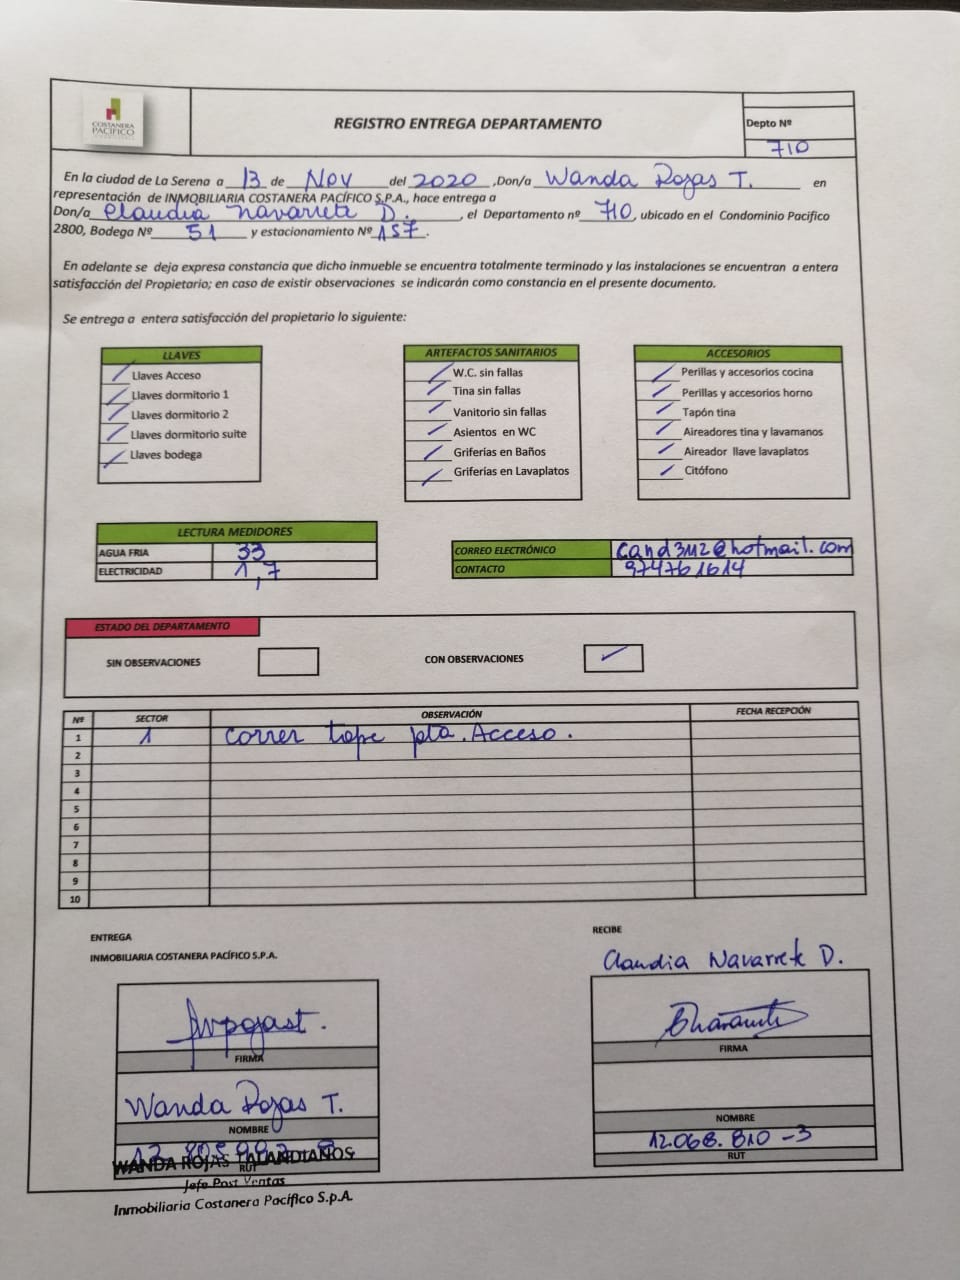 COSTANERA
PACÍFICO
REGISTRO ENTREGA DEPARTAMENTO
Depto Nº
710
En la ciudad de La Serena a 13 de Nov del 2020 ,Don/a Wanda Rojas T. en
representación de INMOBILIARIA COSTANERA PACÍFICO S.P.A., hace entrega a
Don/a Claudia Navarrete D. , el Departamento nº 710, ubicado en el Condominio Pacifico
2800, Bodega Nº 51 y estacionamiento Nº 157.
En adelante se deja expresa constancia que dicho inmueble se encuentra totalmente terminado y las instalaciones se encuentran a entera
satisfacción del Propietario; en caso de existir observaciones se indicarán como constancia en el presente documento.
Se entrega a entera satisfacción del propietario lo siguiente:
LLAVES
Llaves Acceso
Llaves dormitorio 1
Llaves dormitorio 2
Llaves dormitorio suite
Llaves bodega
ARTEFACTOS SANITARIOS
W.C. sin fallas
Tina sin fallas
Vanitorio sin fallas
Asientos en WC
Griferias en Baños
Griferias en Lavaplatos
ACCESORIOS
Perillas y accesorios cocina
Perillas y accesorios horno
Tapón tina
Aireadores tina y lavamanos
Aireador llave lavaplatos
Citófono
LECTURA MEDIDORES
AGUA FRIA 33
ELECTRICIDAD 1,7
CORREO ELECTRÓNICO cand3112@hotmail.com
CONTACTO 974761614
ESTADO DEL DEPARTAMENTO
SIN OBSERVACIONES
CON OBSERVACIONES
Nº SECTOR OBSERVACIÓN FECHA RECEPCIÓN
1 1 correr tope pta. Acceso.
2
3
4
5
6
7
8
9
10
ENTREGA
INMOBILIARIA COSTANERA PACÍFICO S.P.A.
FIRMA
Wanda Rojas T.
NOMBRE
RUT
WANDA ROJAS TALANDIANOS
Jefe Post Ventas
Inmobiliaria Costanera Pacífico S.p.A.
RECIBE
Claudia Navarrete D.
FIRMA
NOMBRE
12.068.810-3
RUT